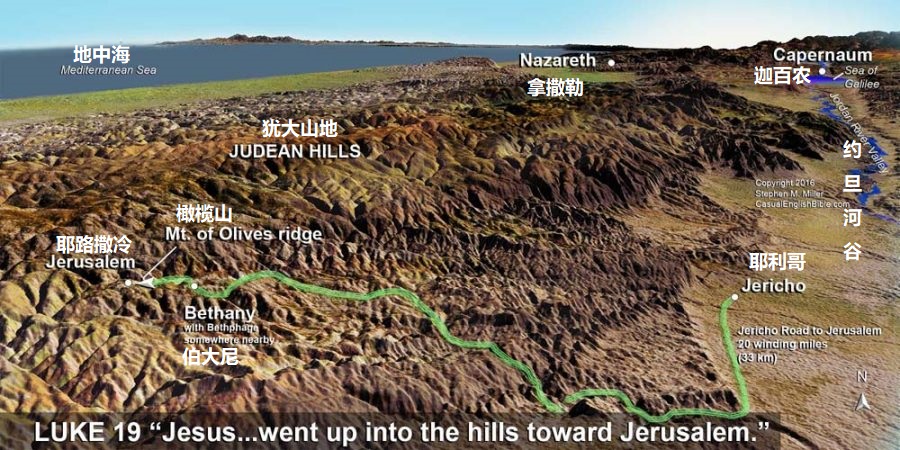 地中海
Mediterranean Sea
Nazareth
拿撒勒
Capernaum
迦百农
Sea of
Galilee
Jordan River Valley
约旦河谷
犹大山地
JUDEAN HILLS
Copyright 2016
Stephen M. Miller
CasualEnglishBible.com
橄榄山
Mt. of Olives ridge
耶路撒冷
Jerusalem
耶利哥
Jericho
Bethany
with Bethphage
somewhere nearby
伯大尼
Jericho Road to Jerusalem
20 winding miles
(33 km)
N
LUKE 19 “Jesus...went up into the hills toward Jerusalem.”